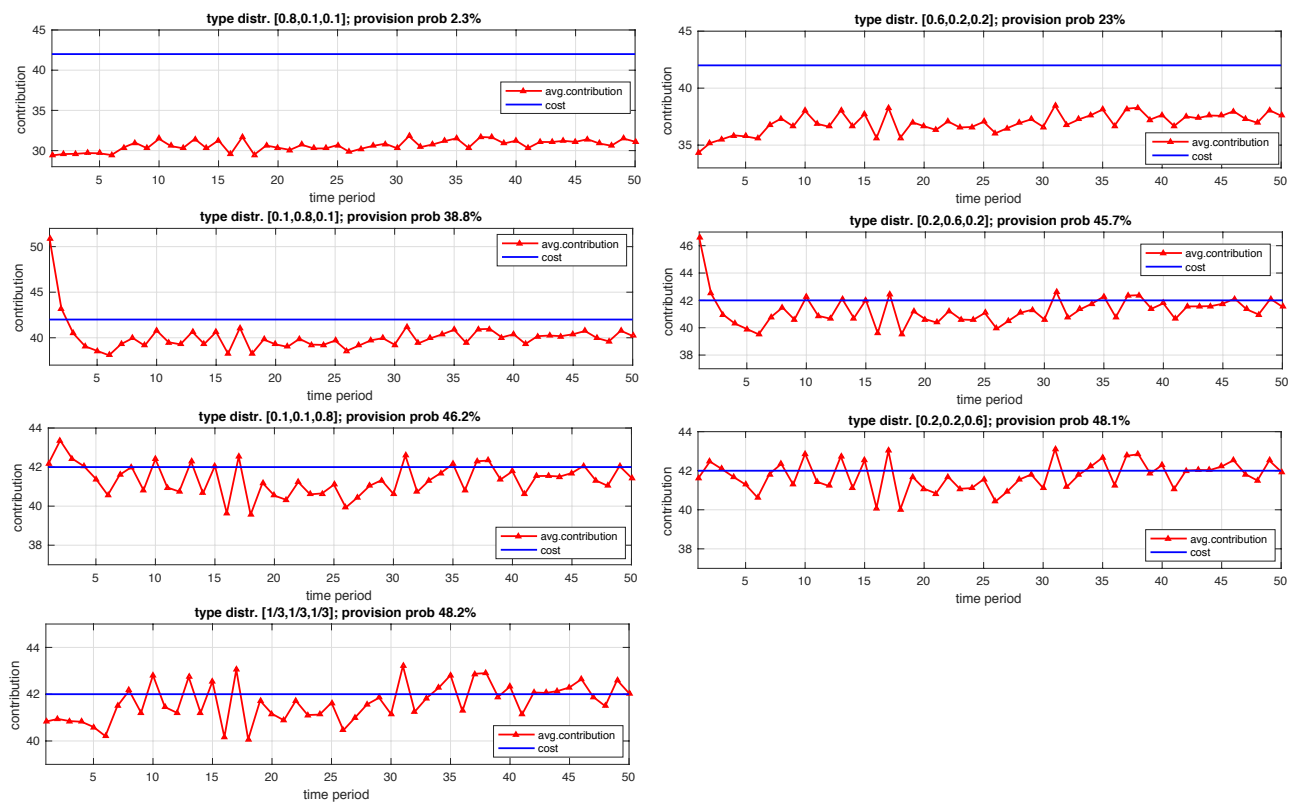 type distr. [0.8,0.1,0.1]; provision prob 2.3%
45
40
35
30
contribution
avg.contribution
cost
5 10 15 20 25 30 35 40 45 50
time period
type distr. [0.6,0.2,0.2]; provision prob 23%
45
40
35
contribution
avg.contribution
cost
5 10 15 20 25 30 35 40 45 50
time period
type distr. [0.1,0.8,0.1]; provision prob 38.8%
50
45
40
contribution
avg.contribution
cost
5 10 15 20 25 30 35 40 45 50
time period
type distr. [0.2,0.6,0.2]; provision prob 45.7%
46
44
42
40
38
contribution
avg.contribution
cost
5 10 15 20 25 30 35 40 45 50
time period
type distr. [0.1,0.1,0.8]; provision prob 46.2%
44
42
40
38
contribution
avg.contribution
cost
5 10 15 20 25 30 35 40 45 50
time period
type distr. [0.2,0.2,0.6]; provision prob 48.1%
44
42
40
38
contribution
avg.contribution
cost
5 10 15 20 25 30 35 40 45 50
time period
type distr. [1/3,1/3,1/3]; provision prob 48.2%
44
42
40
contribution
avg.contribution
cost
5 10 15 20 25 30 35 40 45 50
time period